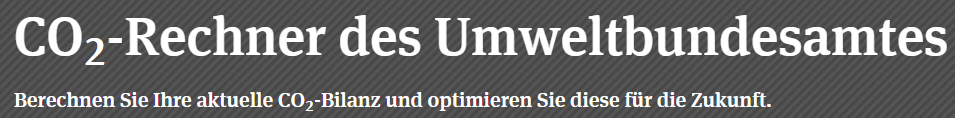 CO₂-Rechner des Umweltbundesamtes
Berechnen Sie Ihre aktuelle CO₂-Bilanz und optimieren Sie diese für die Zukunft.